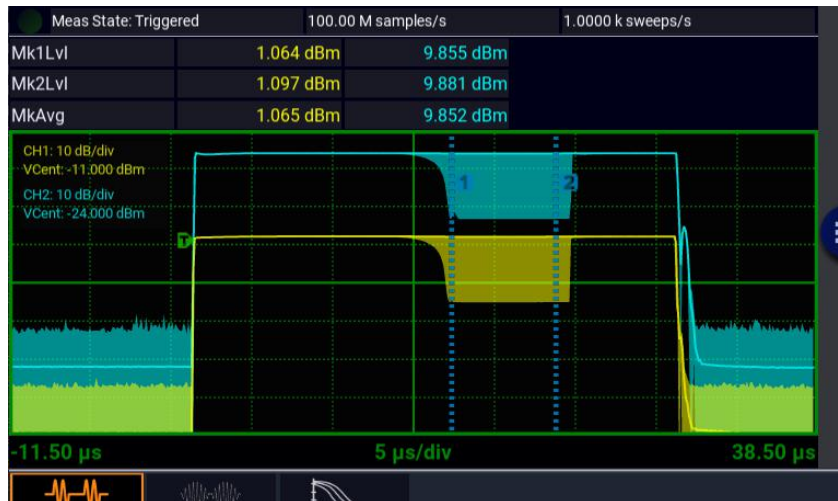 Meas State: Triggered 100.00 M samples/s 1.0000 k sweeps/s
Mk1Lvl 1.064 dBm 9.855 dBm
Mk2Lvl 1.097 dBm 9.881 dBm
MkAvg 1.065 dBm 9.852 dBm
CH1: 10 dB/div
VCent: -11.000 dBm
CH2: 10 dB/div
VCent: -24.000 dBm
1 2
T
-11.50 µs 5 µs/div 38.50 µs